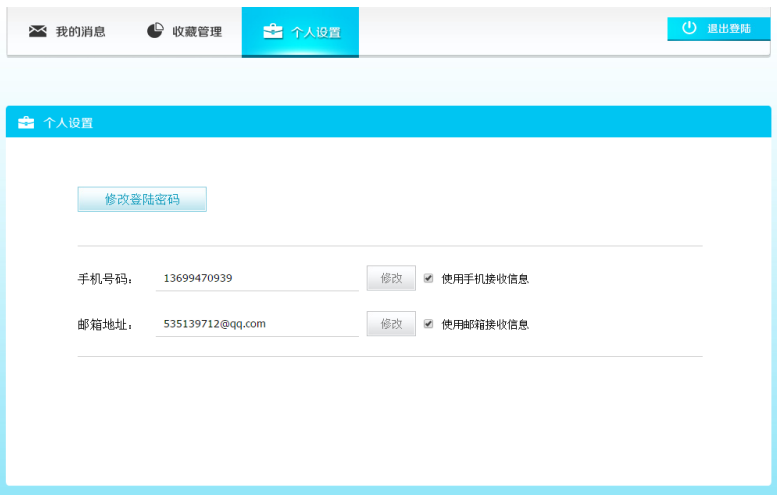 我的消息 收藏管理 个人设置 退出登陆
个人设置
修改登陆密码
手机号码: 13699470939 修改 使用手机接收信息
邮箱地址: 535139712@qq.com 修改 使用邮箱接收信息